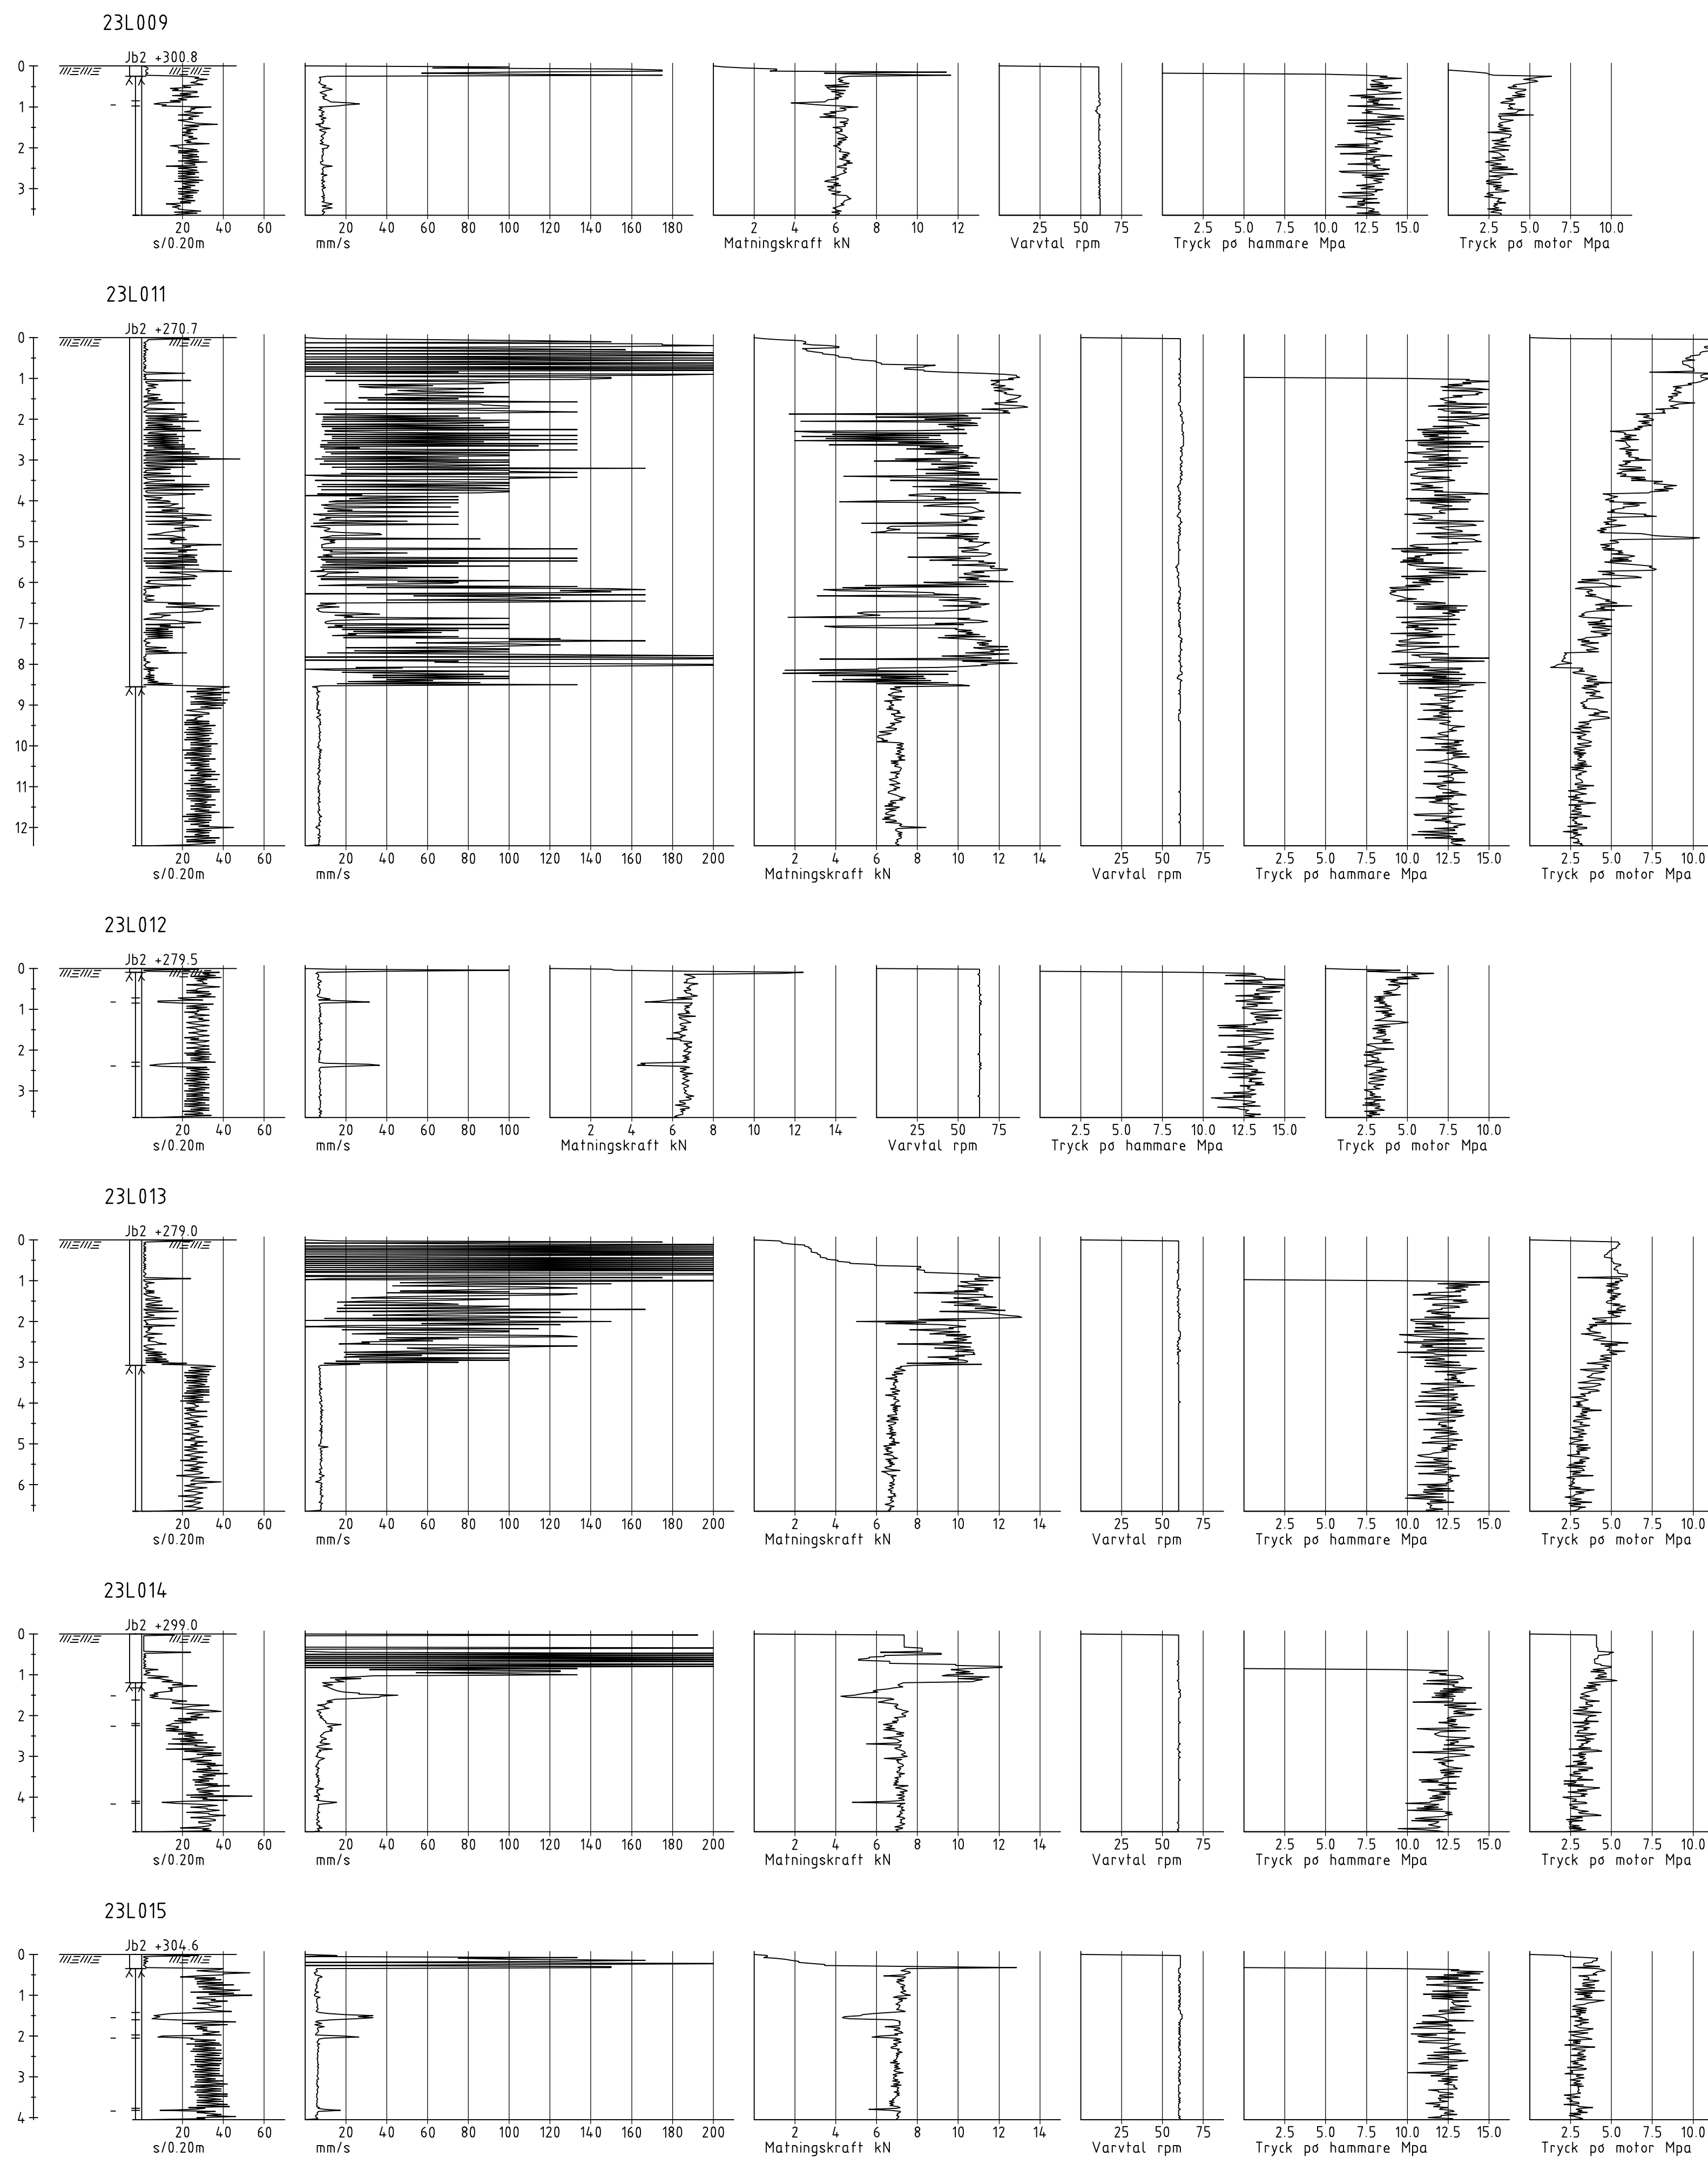 23L009
Jb2 +300.8
0
1
2
3
20 40 60
s/0.20m
20 40 60 80 100 120 140 160 180
mm/s
2 4 6 8 10 12
Matningskraft kN
25 50 75
Varvtal rpm
2.5 5.0 7.5 10.0 12.5 15.0
Tryck pσ hammare Mpa
2.5 5.0 7.5 10.0
Tryck pσ motor Mpa
23L011
Jb2 +270.7
0
1
2
3
4
5
6
7
8
9
10
11
12
20 40 60
s/0.20m
20 40 60 80 100 120 140 160 180 200
mm/s
2 4 6 8 10 12 14
Matningskraft kN
25 50 75
Varvtal rpm
2.5 5.0 7.5 10.0 12.5 15.0
Tryck pσ hammare Mpa
2.5 5.0 7.5 10.0
Tryck pσ motor Mpa
23L012
Jb2 +279.5
0
1
2
3
20 40 60
s/0.20m
20 40 60 80 100
mm/s
2 4 6 8 10 12 14
Matningskraft kN
25 50 75
Varvtal rpm
2.5 5.0 7.5 10.0 12.5 15.0
Tryck pσ hammare Mpa
2.5 5.0 7.5 10.0
Tryck pσ motor Mpa
23L013
Jb2 +279.0
0
1
2
3
4
5
6
20 40 60
s/0.20m
20 40 60 80 100 120 140 160 180 200
mm/s
2 4 6 8 10 12 14
Matningskraft kN
25 50 75
Varvtal rpm
2.5 5.0 7.5 10.0 12.5 15.0
Tryck pσ hammare Mpa
2.5 5.0 7.5 10.0
Tryck pσ motor Mpa
23L014
Jb2 +299.0
0
1
2
3
4
20 40 60
s/0.20m
20 40 60 80 100 120 140 160 180 200
mm/s
2 4 6 8 10 12 14
Matningskraft kN
25 50 75
Varvtal rpm
2.5 5.0 7.5 10.0 12.5 15.0
Tryck pσ hammare Mpa
2.5 5.0 7.5 10.0
Tryck pσ motor Mpa
23L015
Jb2 +304.6
0
1
2
3
4
20 40 60
s/0.20m
20 40 60 80 100 120 140 160 180 200
mm/s
2 4 6 8 10 12 14
Matningskraft kN
25 50 75
Varvtal rpm
2.5 5.0 7.5 10.0 12.5 15.0
Tryck pσ hammare Mpa
2.5 5.0 7.5 10.0
Tryck pσ motor Mpa